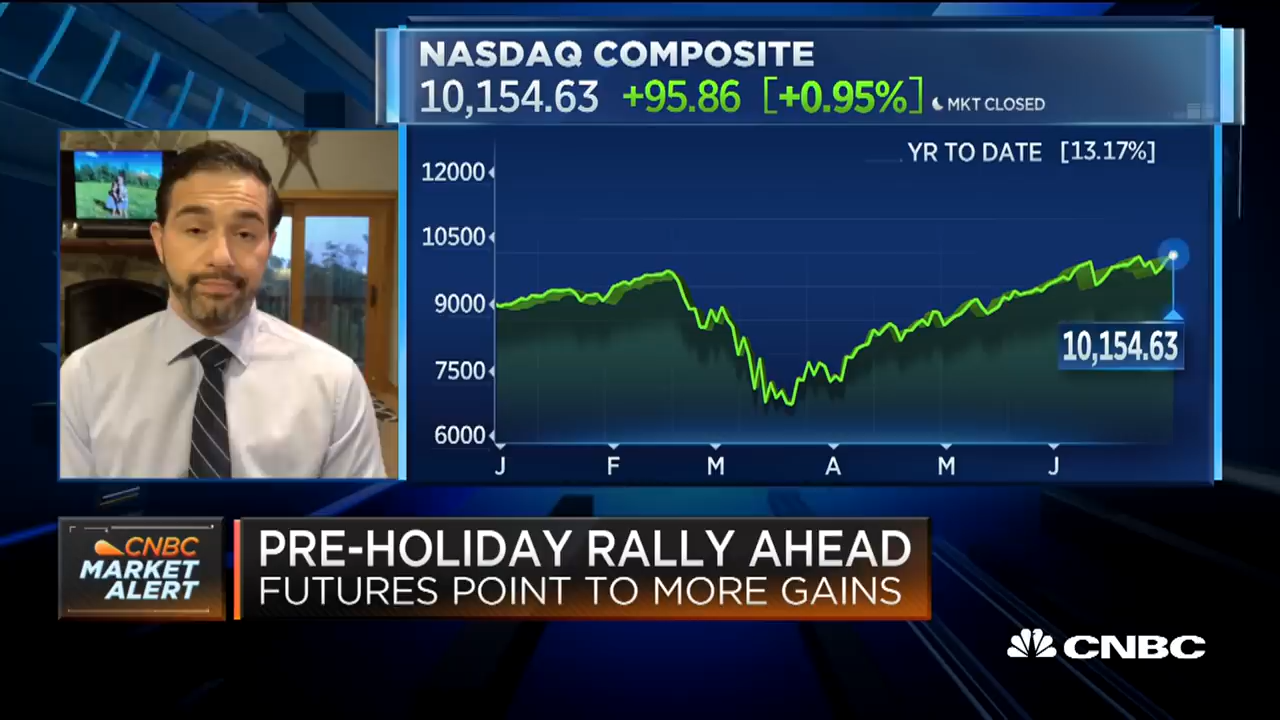 NASDAQ COMPOSITE
10,154.63 +95.86 [+0.95%] MKT CLOSED
YR TO DATE [13.17%]
12000
10500
9000
7500
6000
10,154.63
J F M A M J
CNBC
MARKET
ALERT
PRE-HOLIDAY RALLY AHEAD
FUTURES POINT TO MORE GAINS
CNBC